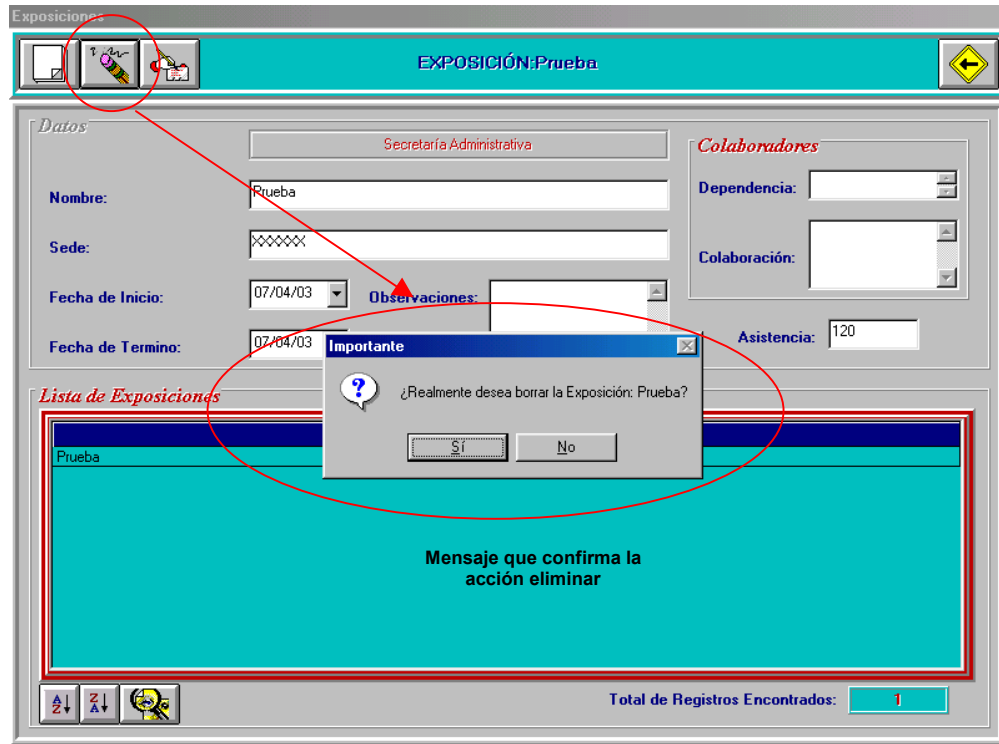 Exposiciones
EXPOSICIÓN:Prueba
Datos
Secretaría Administrativa
Nombre:
Prueba
Sede:
XXXXXX
Fecha de Inicio:
07/04/03
Observaciones:
Fecha de Termino:
07/04/03
Colaboradores
Dependencia:
Colaboración:
Asistencia:
120
Importante
¿Realmente desea borrar la Exposición: Prueba?
Sí
No
Lista de Exposiciones
Prueba
Mensaje que confirma la
acción eliminar
A
Z
Z
A
Total de Registros Encontrados:
1